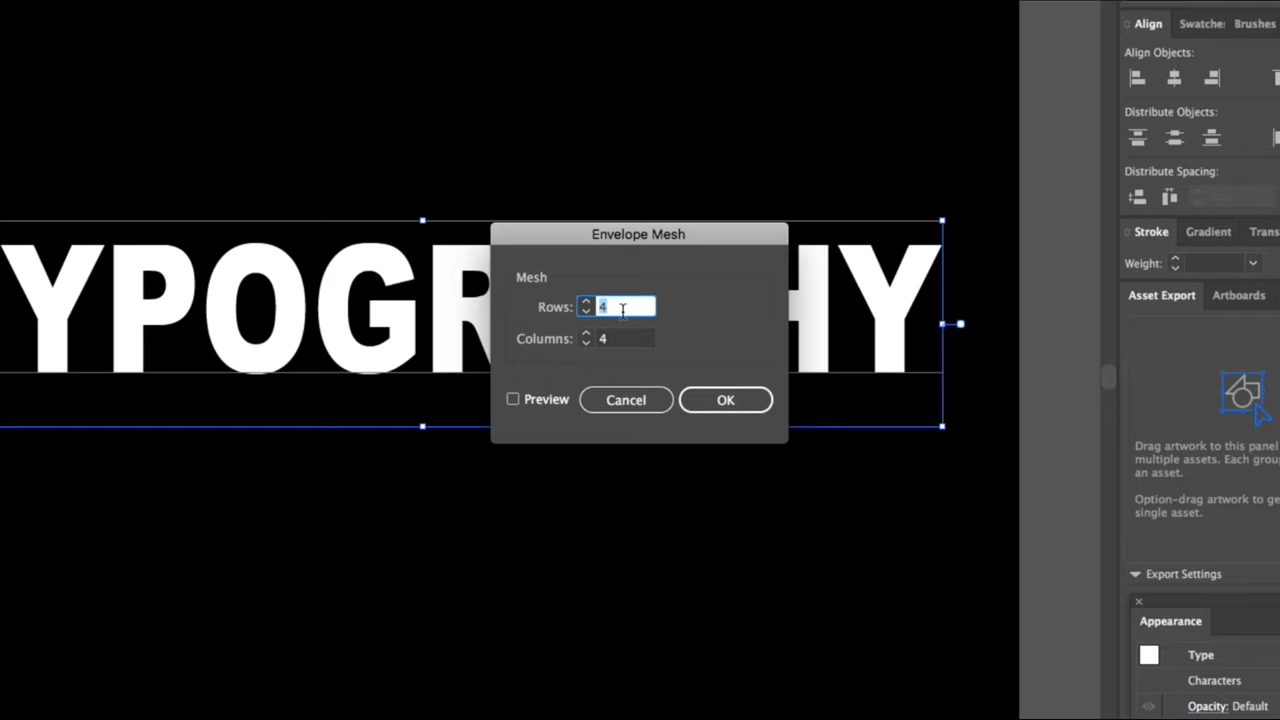 Align Swatche: Brushes
Align Objects:
Distribute Objects:
Distribute Spacing:
YPOGR HY
Envelope Mesh
Mesh
Rows: 4
Columns: 4
Preview Cancel OK
Stroke Gradient Trans
Weight:
Asset Export Artboards
Drag artwork to this panel
multiple assets. Each grou
an asset.
Option-drag artwork to ge
single asset.
Export Settings
Appearance
Type
Characters
Opacity: Default